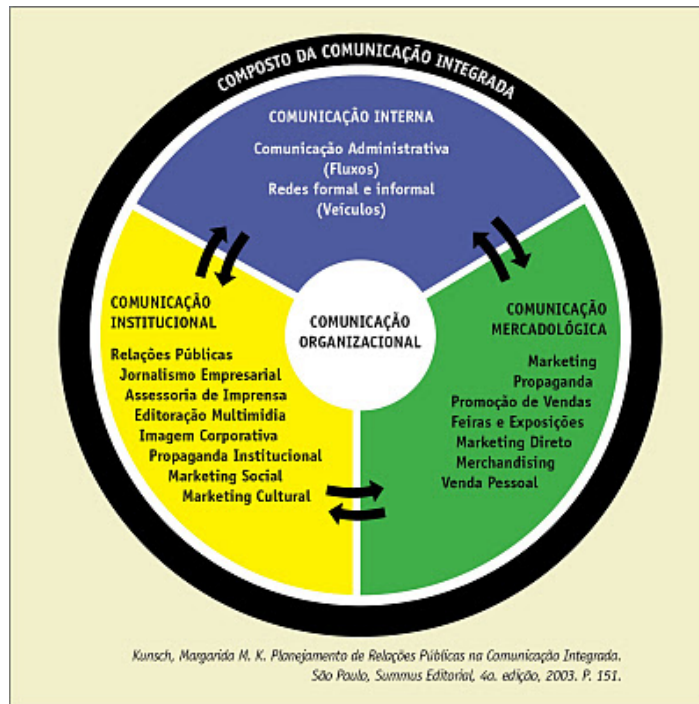 COMPOSTO DA COMUNICAÇÃO INTEGRADA
COMUNICAÇÃO INTERNA
Comunicação Administrativa
(Fluxos)
Redes formal e informal
(Veículos)
COMUNICAÇÃO
INSTITUCIONAL
Relações Públicas
Jornalismo Empresarial
Assessoria de Imprensa
Editoração Multimidia
Imagem Corporativa
Propaganda Institucional
Marketing Social
Marketing Cultural
COMUNICAÇÃO
ORGANIZACIONAL
COMUNICAÇÃO
MERCADOLÓGICA
Marketing
Propaganda
Promoção de Vendas
Feiras e Exposições
Marketing Direto
Merchandising
Venda Pessoal
Kunsch, Margarida M. K. Planejamento de Relações Públicas na Comunicação Integrada.
São Paulo, Summus Editorial, 4a. edição, 2003. P. 151.